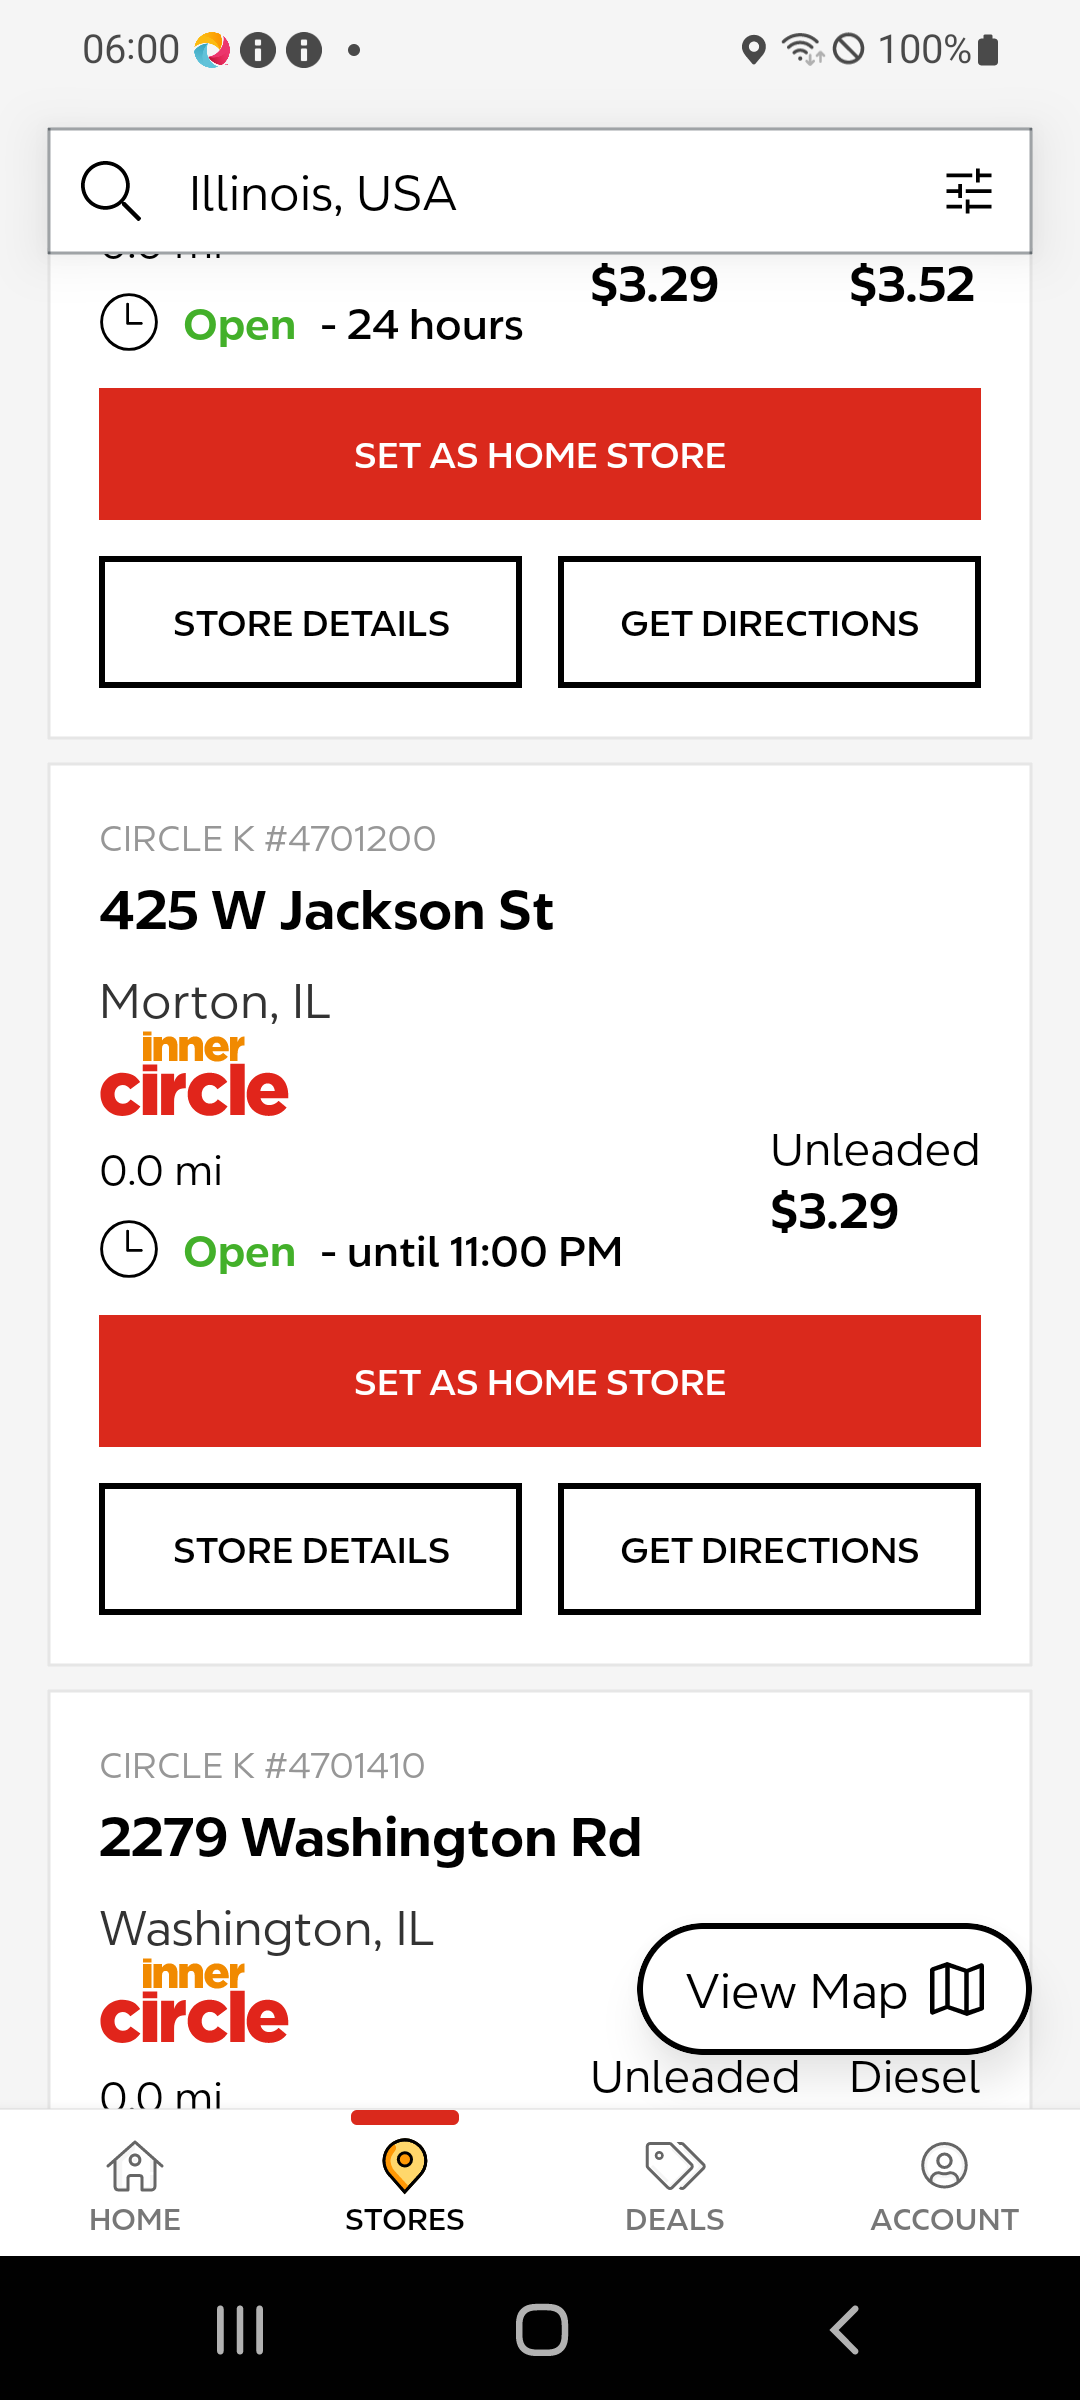 06:00
100%
Illinois, USA
$3.29 $3.52
Open - 24 hours
SET AS HOME STORE
STORE DETAILS
GET DIRECTIONS
CIRCLE K #4701200
425 W Jackson St
Morton, IL
inner
circle
0.0 mi
Unleaded
$3.29
Open - until 11:00 PM
SET AS HOME STORE
STORE DETAILS
GET DIRECTIONS
CIRCLE K #4701410
2279 Washington Rd
Washington, IL
inner
circle
View Map
0.0 mi
Unleaded Diesel
HOME
STORES
DEALS
ACCOUNT